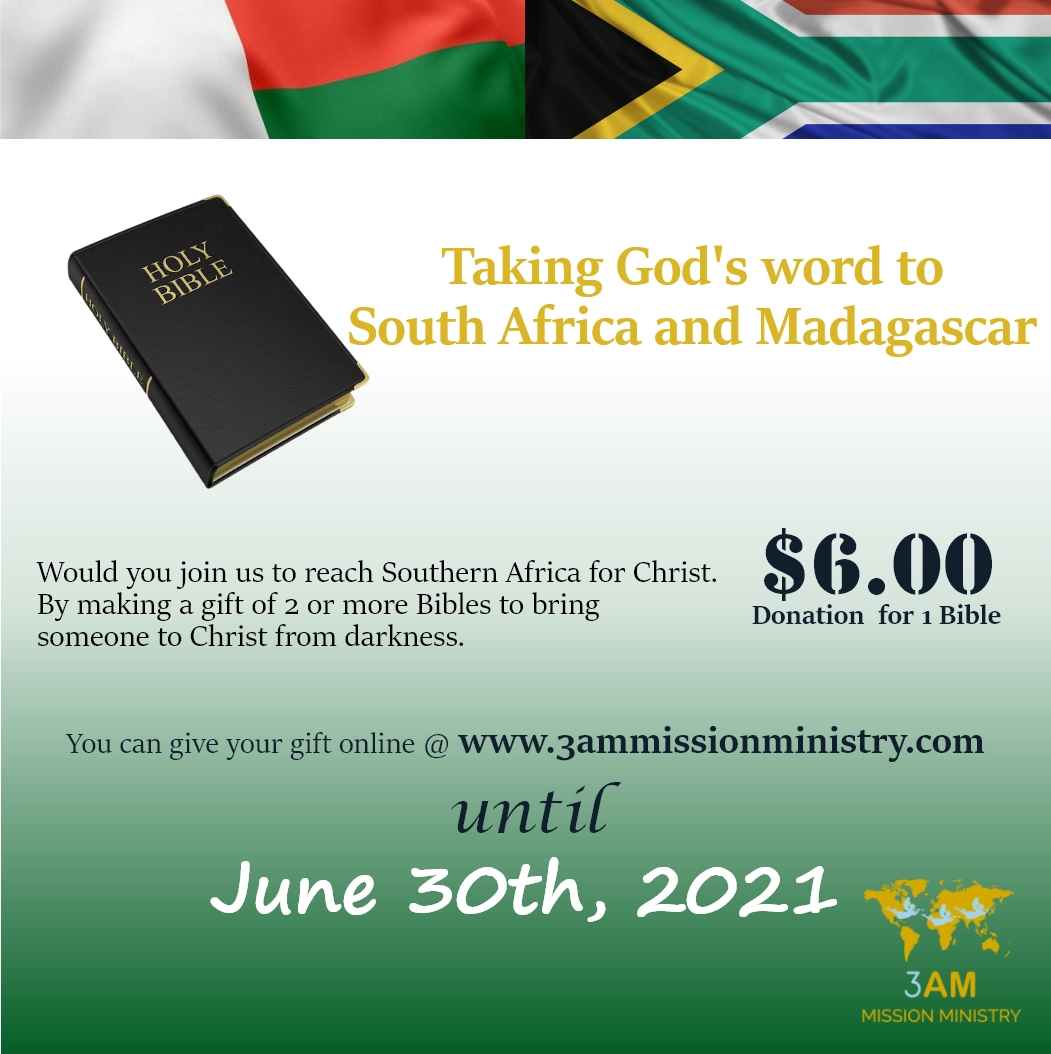 HOLY
BIBLE
HOLY BIBLE
Taking God's word to
South Africa and Madagascar
Would you join us to reach Southern Africa for Christ.
By making a gift of 2 or more Bibles to bring
someone to Christ from darkness.
$6.00
Donation for 1 Bible
You can give your gift online @ www.3ammissionministry.com
until
June 30th, 2021
3AM
MISSION MINISTRY